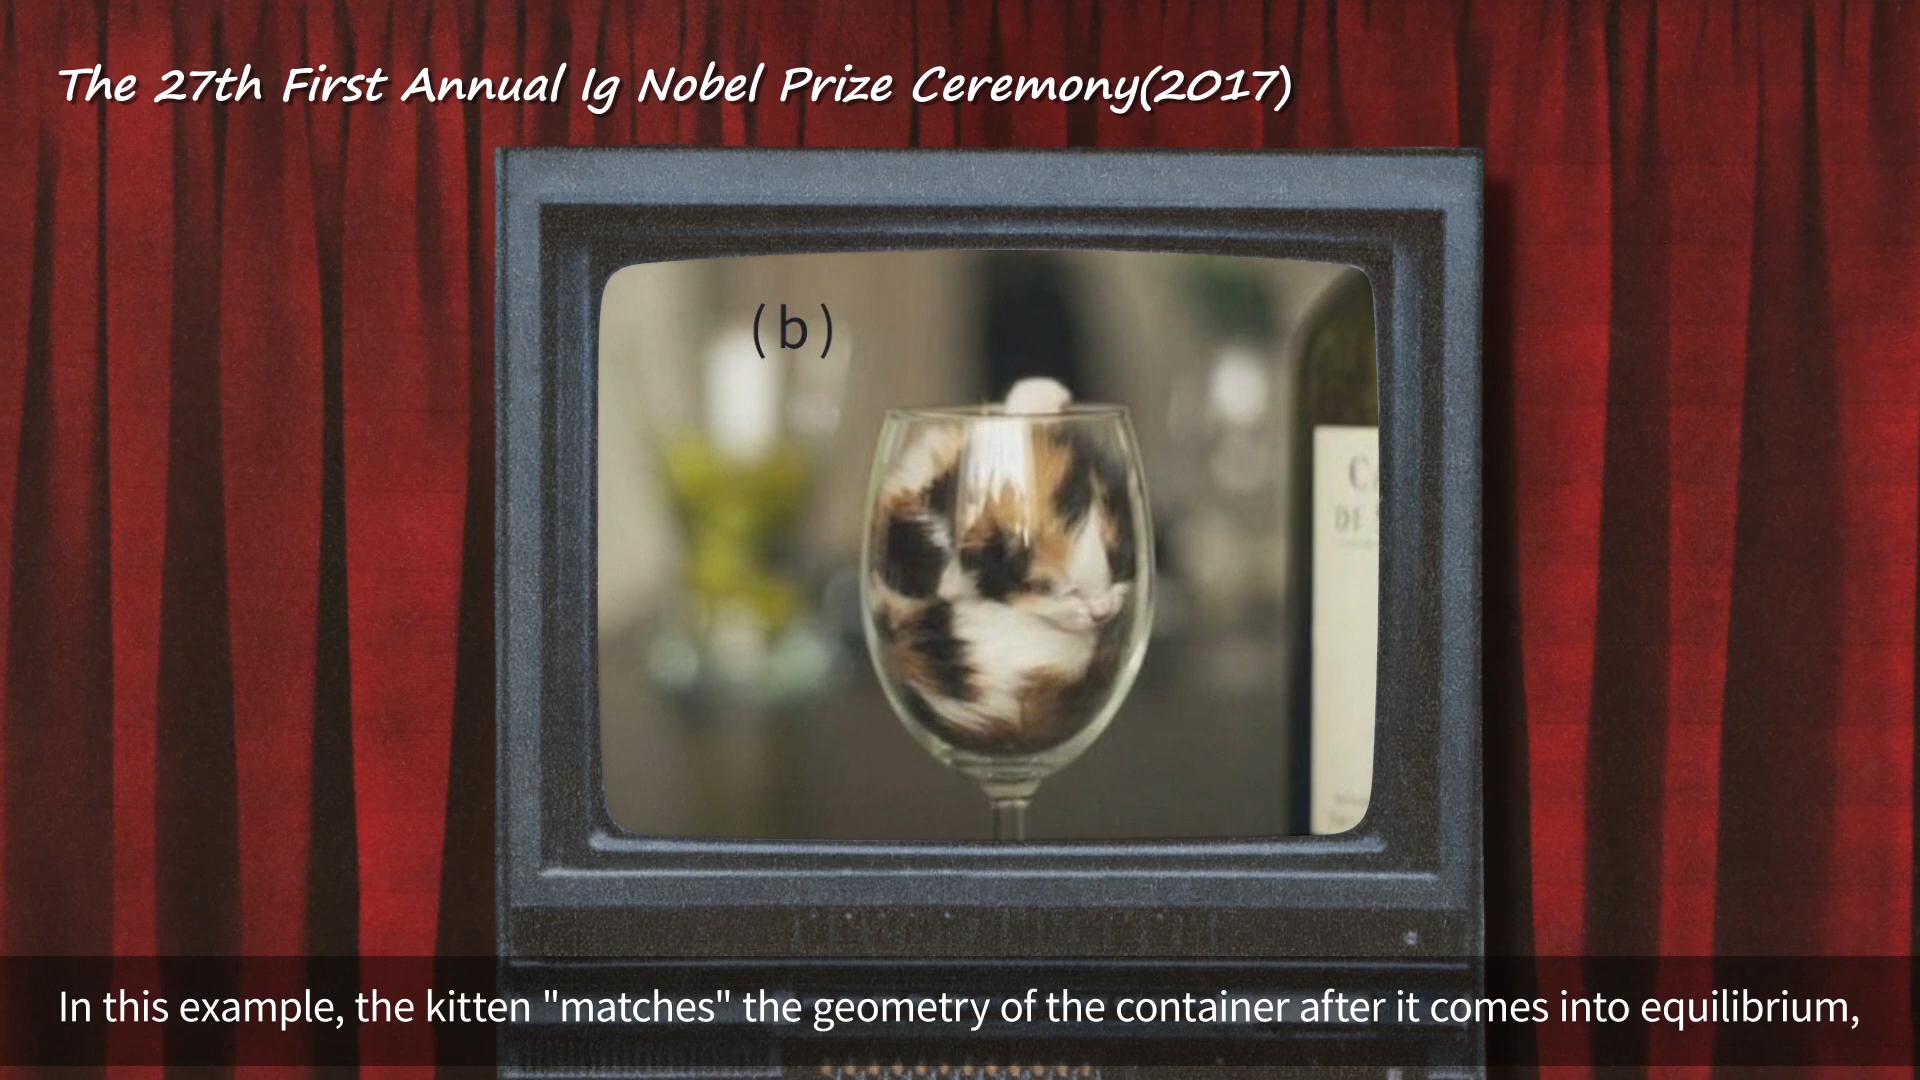 The 27th First Annual Ig Nobel Prize Ceremony(2017)
(b)
In this example, the kitten "matches" the geometry of the container after it comes into equilibrium,